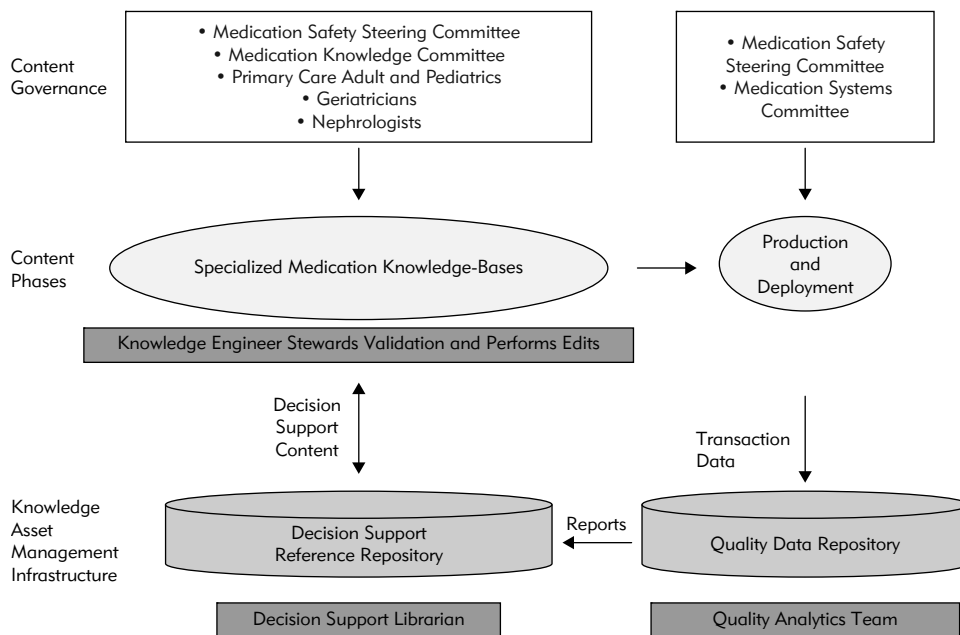 Content
Governance
• Medication Safety Steering Committee
• Medication Knowledge Committee
• Primary Care Adult and Pediatrics
• Geriatricians
• Nephrologists
• Medication Safety
Steering Committee
• Medication Systems
Committee
Content
Phases
Specialized Medication Knowledge-Bases
Production
and
Deployment
Knowledge Engineer Stewards Validation and Performs Edits
Decision
Support
Content
Transaction
Data
Knowledge
Asset
Management
Infrastructure
Decision Support
Reference Repository
Reports
Quality Data Repository
Decision Support Librarian
Quality Analytics Team